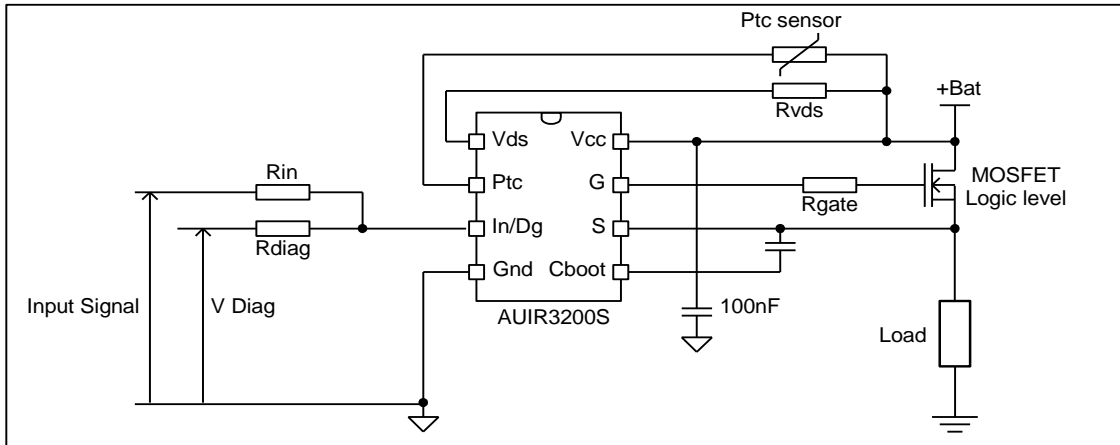 Ptc sensor
+Bat
Rvds
Vds
Vcc
Rin
Ptc
G
MOSFET
Logic level
Rgate
In/Dg
S
Rdiag
Gnd
Cboot
Input Signal
V Diag
100nF
AUIR3200S
Load